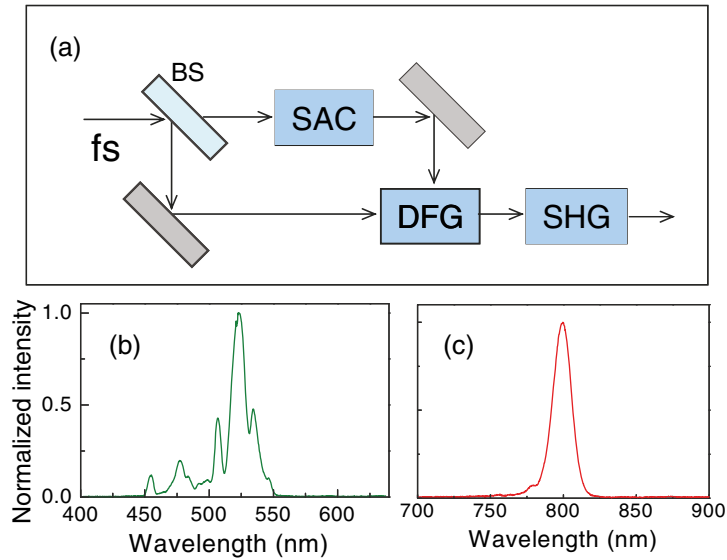 (a)
BS
fs
SAC
DFG
SHG
(b)
Normalized intensity
1.0
0.5
0.0
400 450 500 550 600
Wavelength (nm)
(c)
700 750 800 850 900
Wavelength (nm)